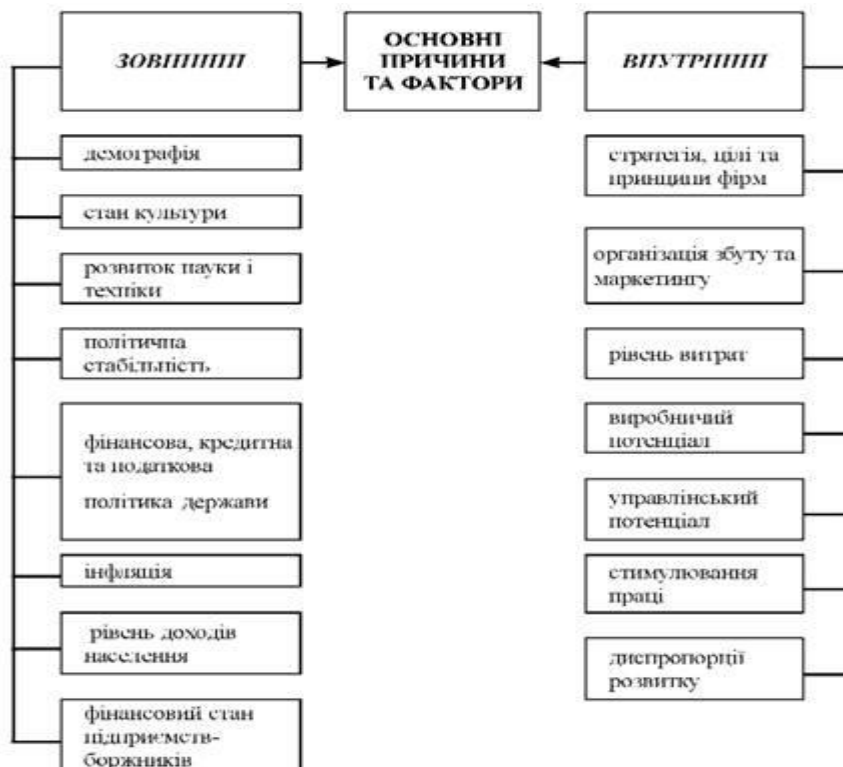 ЗОВНІШНІ
ОСНОВНІ
ПРИЧИНИ
ТА ФАКТОРИ
ВНУТРІШНІ
демографія
стан культури
розвиток науки і
техніки
політична
стабільність
фінансова, кредитна
та податкова
політика держави
інфляція
рівень доходів
населення
фінансовий стан
підприємств-
боржників
стратегія, цілі та
принципи фірм
організація збуту та
маркетингу
рівень витрат
виробничий
потенціал
управлінський
потенціал
стимулювання
праці
диспропорції
розвитку